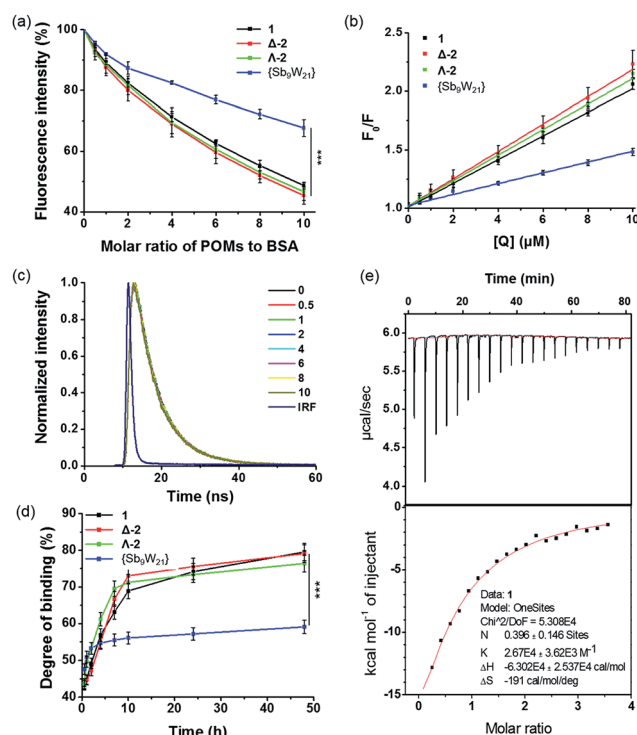 (a)
Fluorescence intensity (%)
100
80
60
40
0 2 4 6 8 10
Molar ratio of POMs to BSA
1
Δ-2
Λ-2
{Sb₉W₂₁}
***
(b)
F₀/F
2.5
2.0
1.5
1.0
0 2 4 6 8 10
[Q] (µM)
1
Δ-2
Λ-2
{Sb₉W₂₁}
(c)
Normalized intensity
1.0
0.8
0.6
0.4
0.2
0.0
0 20 40 60
Time (ns)
0
0.5
1
2
4
6
8
10
IRF
(d)
Degree of binding (%)
90
80
70
60
50
40
0 10 20 30 40 50
Time (h)
1
Δ-2
Λ-2
{Sb₉W₂₁}
***
(e)
Time (min)
0 10 20 30 40 50 60 70 80
µcal/sec
6.0
5.5
5.0
4.5
4.0
kcal mol⁻¹ of injectant
0
-5
-10
-15
0 1 2 3 4
Molar ratio
Data: 1
Model: OneSites
Chi^2/DoF = 5.308E4
N 0.396 ± 0.146 Sites
K 2.67E4 ± 3.62E3 M⁻¹
ΔH -6.302E4 ± 2.537E4 cal/mol
ΔS -191 cal/mol/deg